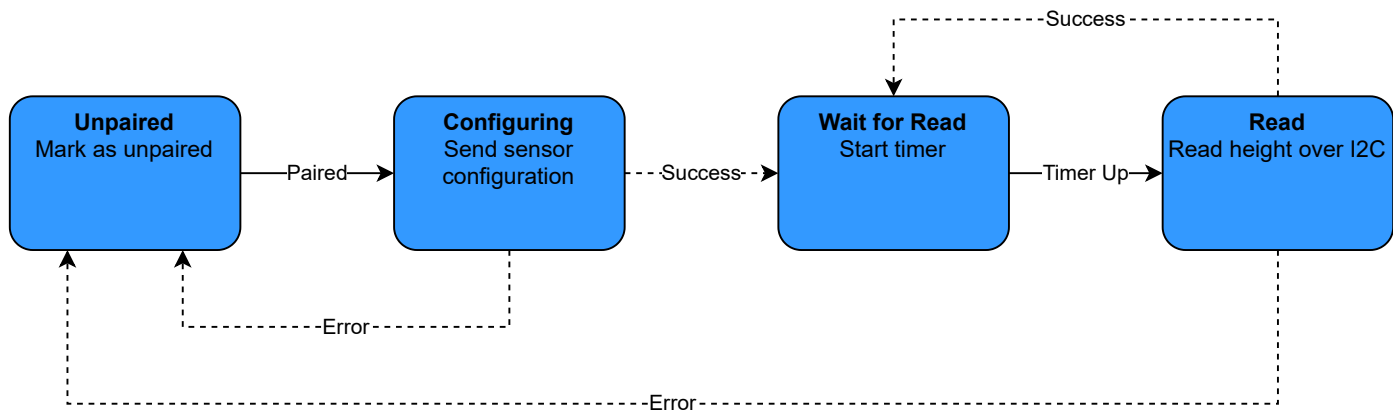 Success
Unpaired
Mark as unpaired
Paired
Configuring
Send sensor
configuration
Success
Wait for Read
Start timer
Timer Up
Read
Read height over I2C
Error
Error